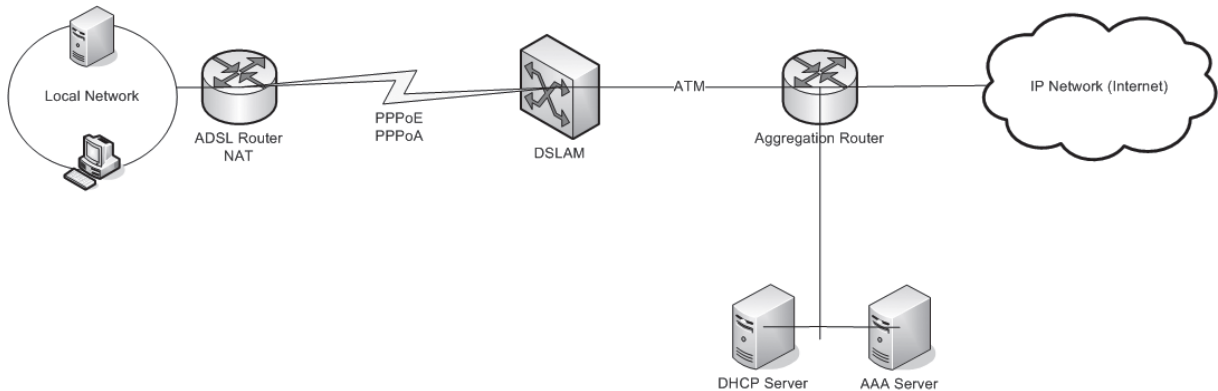 Local Network
ADSL Router
NAT
PPPoE
PPPoA
DSLAM
ATM
Aggregation Router
IP Network (Internet)
DHCP Server
AAA Server